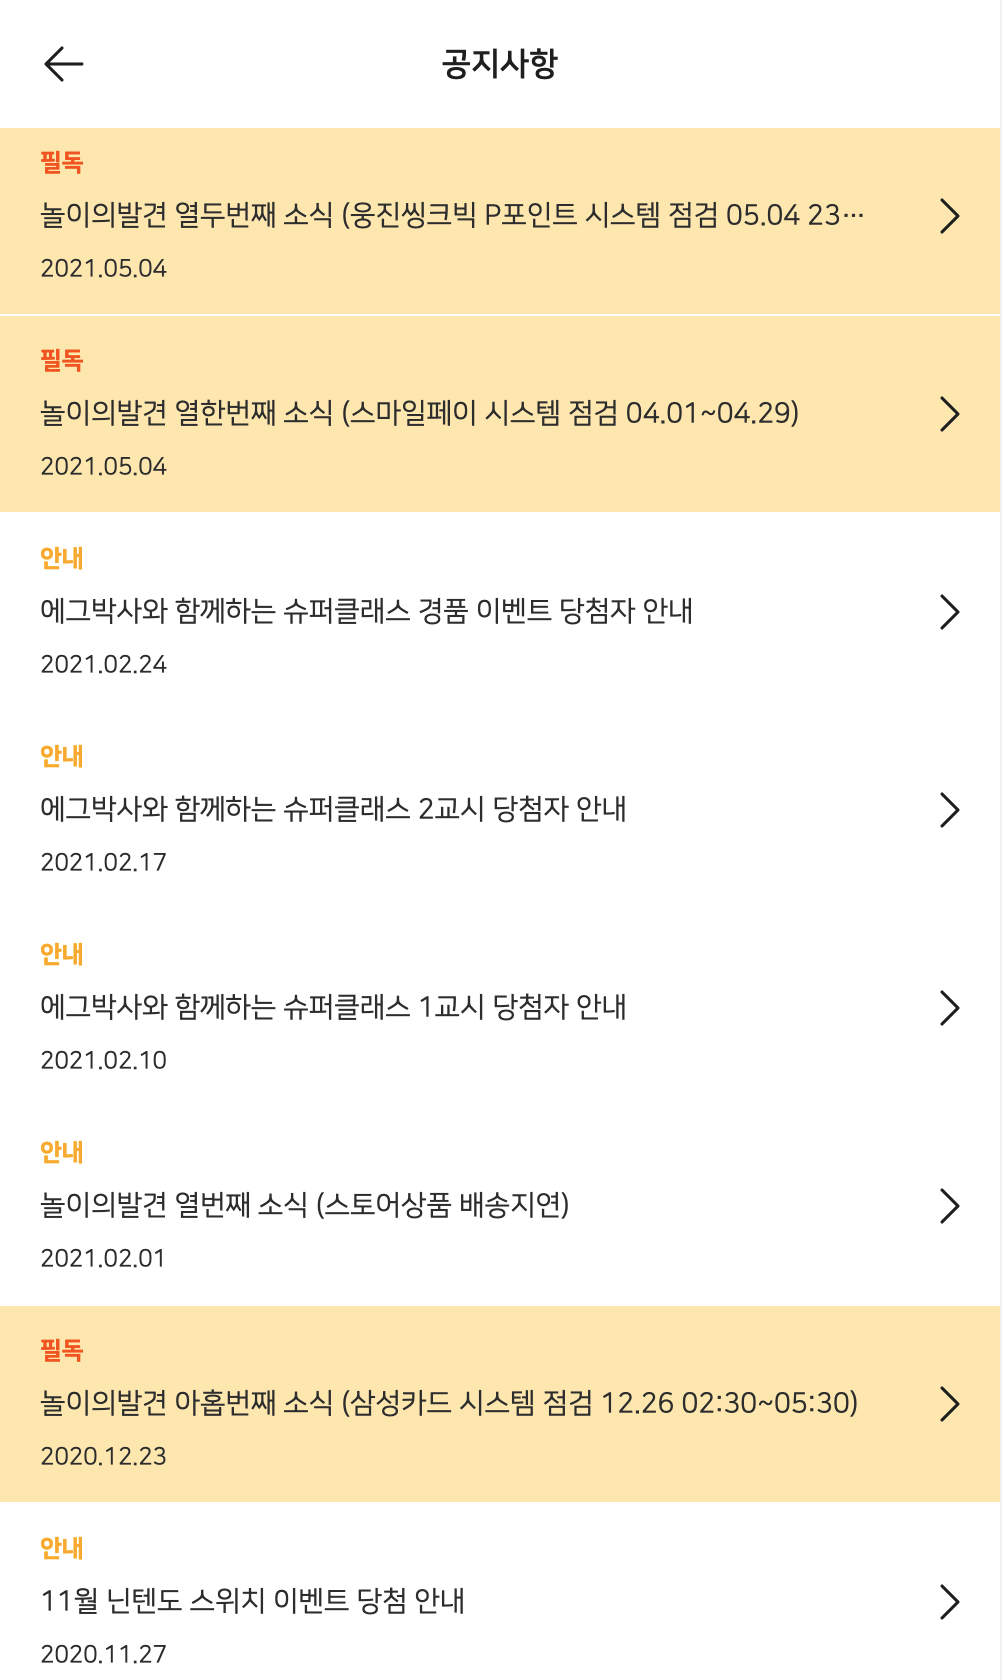 공지사항
필독
놀이의발견 열두번째 소식 (웅진씽크빅 P포인트 시스템 점검 05.04 23…
2021.05.04
필독
놀이의발견 열한번째 소식 (스마일페이 시스템 점검 04.01~04.29)
2021.05.04
안내
에그박사와 함께하는 슈퍼클래스 경품 이벤트 당첨자 안내
2021.02.24
안내
에그박사와 함께하는 슈퍼클래스 2교시 당첨자 안내
2021.02.17
안내
에그박사와 함께하는 슈퍼클래스 1교시 당첨자 안내
2021.02.10
안내
놀이의발견 열번째 소식 (스토어상품 배송지연)
2021.02.01
필독
놀이의발견 아홉번째 소식 (삼성카드 시스템 점검 12.26 02:30~05:30)
2020.12.23
안내
11월 닌텐도 스위치 이벤트 당첨 안내
2020.11.27